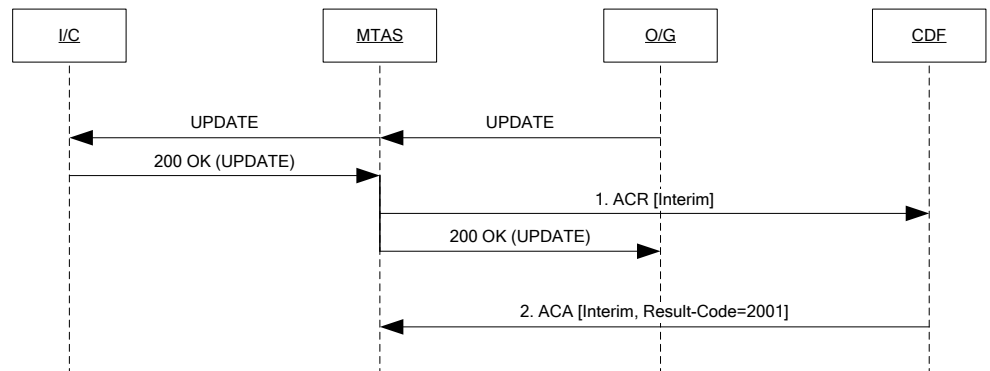 I/C
MTAS
O/G
CDF
UPDATE
UPDATE
200 OK (UPDATE)
1. ACR [Interim]
200 OK (UPDATE)
2. ACA [Interim, Result-Code=2001]